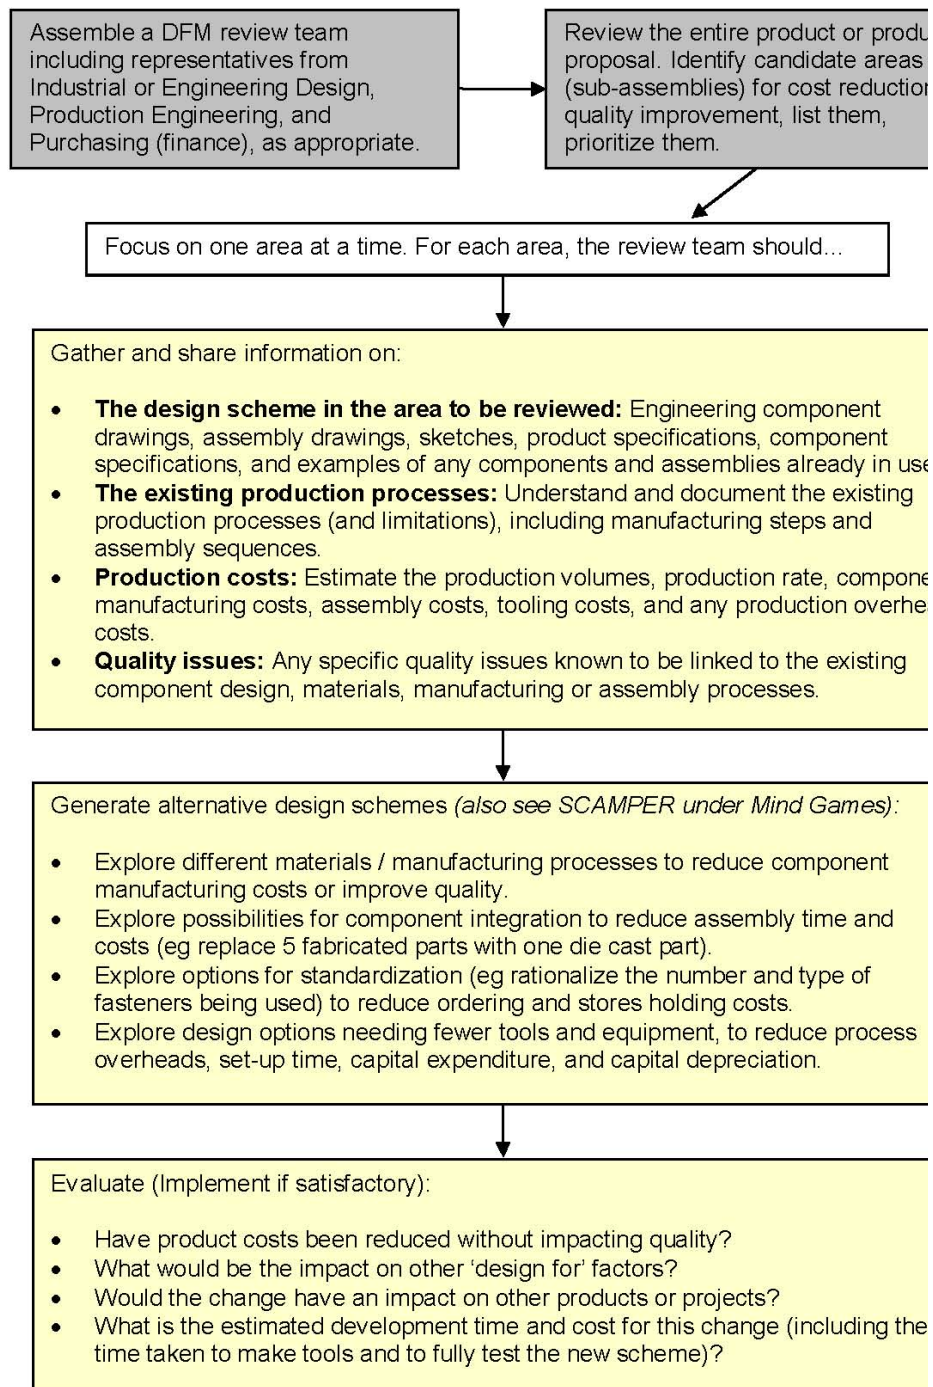 Assemble a DFM review team
including representatives from
Industrial or Engineering Design,
Production Engineering, and
Purchasing (finance), as appropriate.
Review the entire product or produ
proposal. Identify candidate areas
(sub-assemblies) for cost reduction
quality improvement, list them,
prioritize them.
Focus on one area at a time. For each area, the review team should...
Gather and share information on:
• The design scheme in the area to be reviewed: Engineering component
drawings, assembly drawings, sketches, product specifications, component
specifications, and examples of any components and assemblies already in use
• The existing production processes: Understand and document the existing
production processes (and limitations), including manufacturing steps and
assembly sequences.
• Production costs: Estimate the production volumes, production rate, compone
manufacturing costs, assembly costs, tooling costs, and any production overhe
costs.
• Quality issues: Any specific quality issues known to be linked to the existing
component design, materials, manufacturing or assembly processes.
Generate alternative design schemes (also see SCAMPER under Mind Games):
• Explore different materials / manufacturing processes to reduce component
manufacturing costs or improve quality.
• Explore possibilities for component integration to reduce assembly time and
costs (eg replace 5 fabricated parts with one die cast part).
• Explore options for standardization (eg rationalize the number and type of
fasteners being used) to reduce ordering and stores holding costs.
• Explore design options needing fewer tools and equipment, to reduce process
overheads, set-up time, capital expenditure, and capital depreciation.
Evaluate (Implement if satisfactory):
• Have product costs been reduced without impacting quality?
• What would be the impact on other ‘design for’ factors?
• Would the change have an impact on other products or projects?
• What is the estimated development time and cost for this change (including the
time taken to make tools and to fully test the new scheme)?